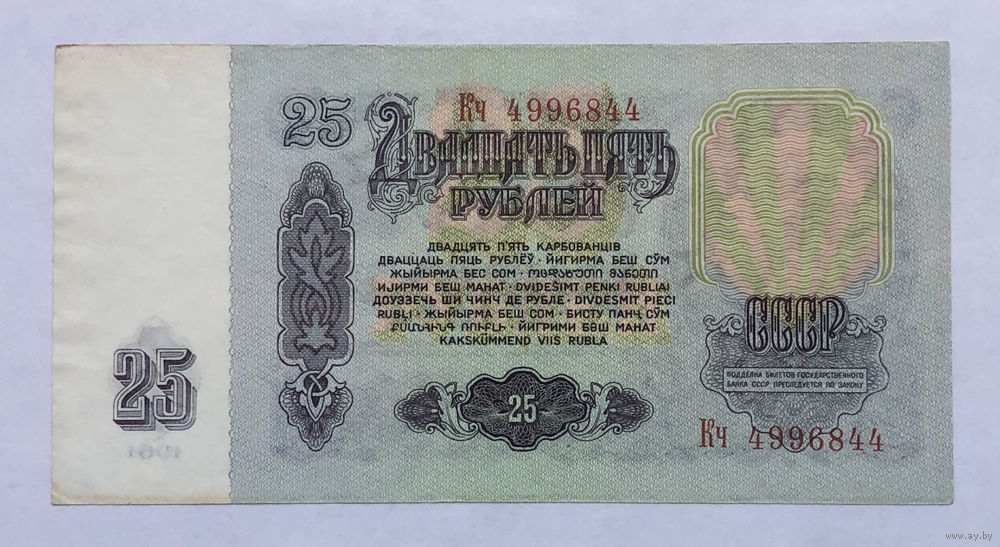 25
Кч 4996844
Двадцать пять
рублей
ДВАДЦЯТЬ П'ЯТЬ КАРБОВАНЦІВ
ДВАЦЦАЦЬ ПЯЦЬ РУБЛЁЎ · ЙИГИРМА БЕШ СЎМ
ЖЫЙЫРМА БЕС СОМ · ᲝᲪᲓᲐᲮᲣᲗᲘ ᲛᲐᲜᲔᲗᲘ
ИЈИРМИ БЕШ МАНАТ · DVIDEŠIMT PENKI RUBLIAI
ДОУЭЗЕЧЬ ШИ ЧИНЧ ДЕ РУБЛЕ · DIVDESMIT PIECI
RUBĻI · ЖЫЙЫРМА БЕШ СОМ · БИСТУ ПАНҶ СЎМ
ՔՍԱՆՀԻՆԳ ՌՈՒԲԼԻ · ЙИГРИМИ БӘШ МАНАТ
KAKSKÜMMEND VIIS RUBLA
25
25
СССР
ПОДДЕЛКА БИЛЕТОВ ГОСУДАРСТВЕННОГО
БАНКА СССР ПРЕСЛЕДУЕТСЯ ПО ЗАКОНУ
Кч 4996844
www.ay.by